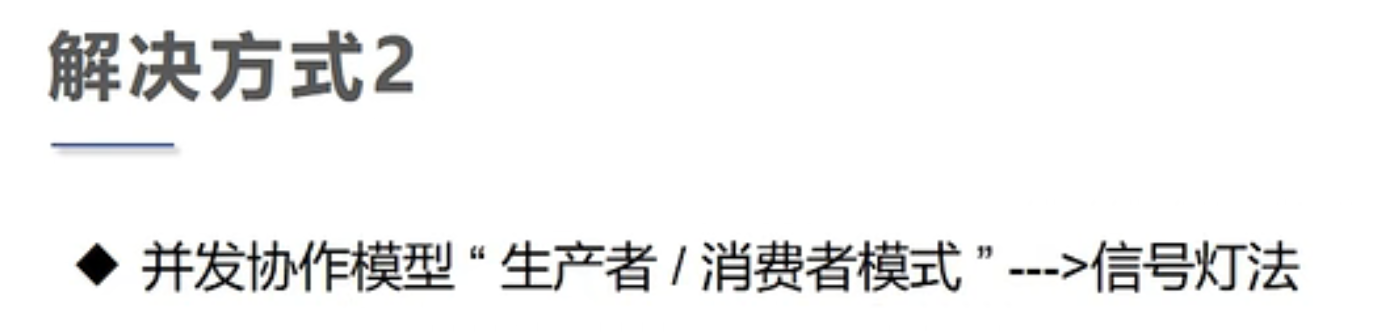 解决方式2
◆ 并发协作模型 “ 生产者 / 消费者模式 ” --->信号灯法